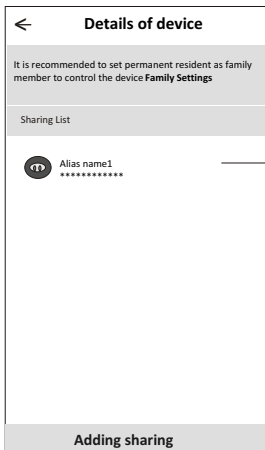 Details of device
It is recommended to set permanent resident as family
member to control the device Family Settings
Sharing List
Alias name1
************
Adding sharing